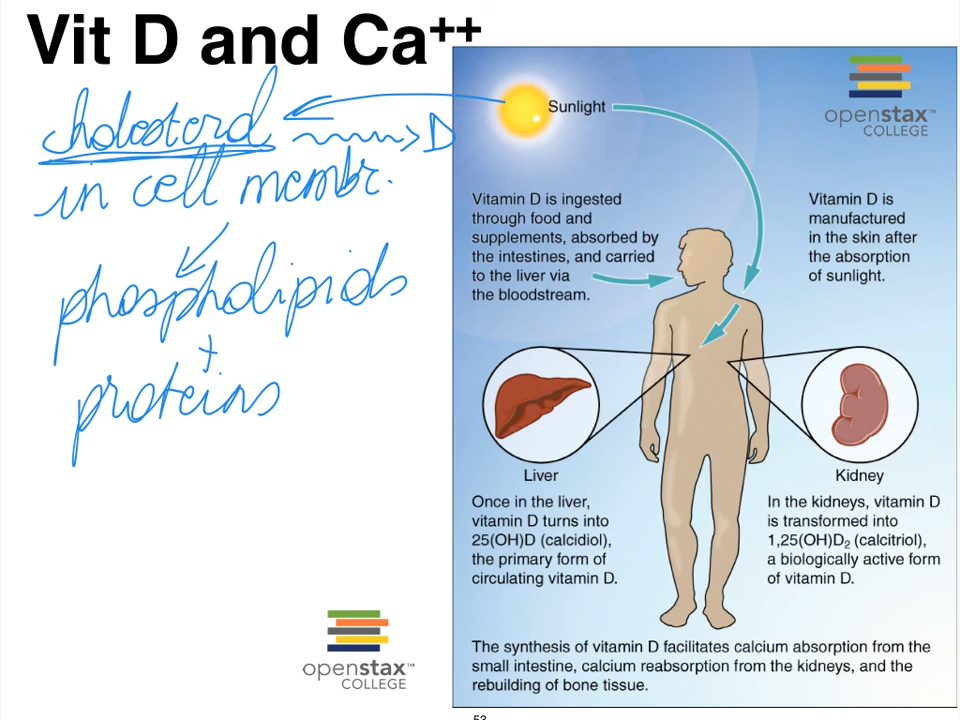 Vit D and Ca++
cholesterol ~~~> D
in cell membr.
phospholipids
+
proteins
openstax™
COLLEGE
Sunlight
openstax™
COLLEGE
Vitamin D is ingested
through food and
supplements, absorbed by
the intestines, and carried
to the liver via
the bloodstream.
Vitamin D is
manufactured
in the skin after
the absorption
of sunlight.
Liver
Once in the liver,
vitamin D turns into
25(OH)D (calcidiol),
the primary form of
circulating vitamin D.
Kidney
In the kidneys, vitamin D
is transformed into
1,25(OH)D₂ (calcitriol),
a biologically active form
of vitamin D.
The synthesis of vitamin D facilitates calcium absorption from the
small intestine, calcium reabsorption from the kidneys, and the
rebuilding of bone tissue.
53